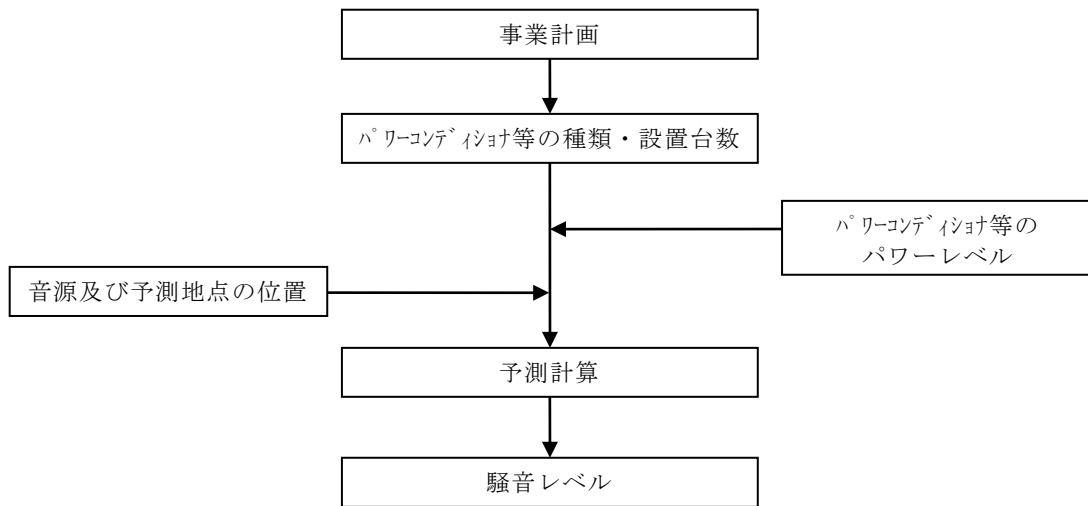 事業計画
ﾊﾟﾜｰｺﾝﾃﾞｨｼｮﾅ等の種類・設置台数
ﾊﾟﾜｰｺﾝﾃﾞｨｼｮﾅ等の
パワーレベル
音源及び予測地点の位置
予測計算
騒音レベル